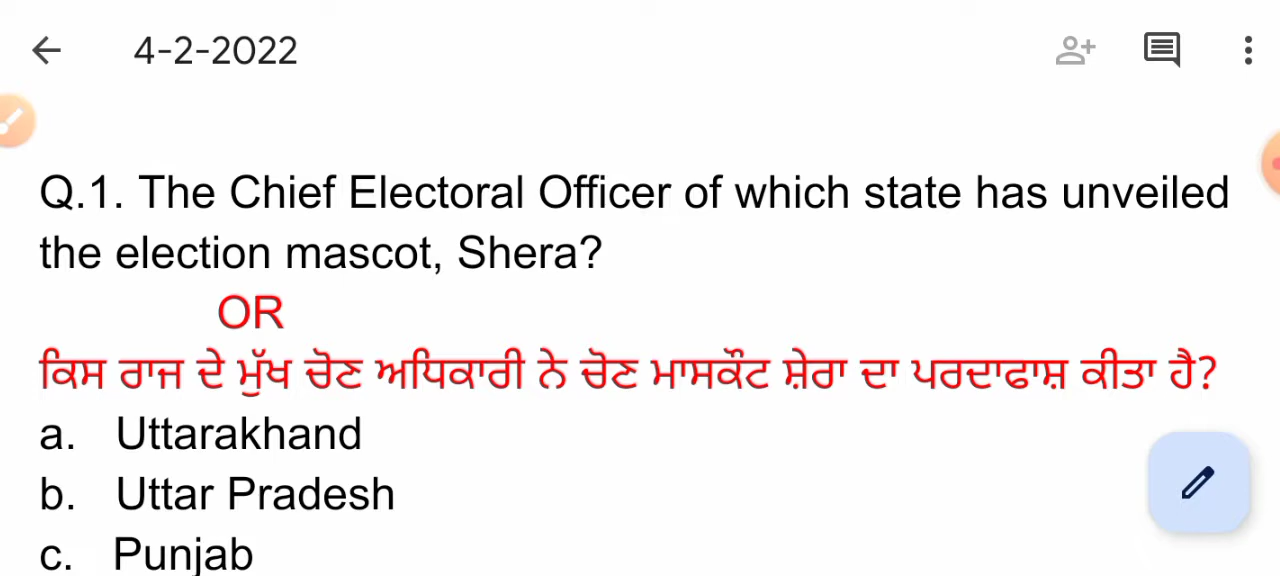 4-2-2022
Q.1. The Chief Electoral Officer of which state has unveiled
the election mascot, Shera?
OR
ਕਿਸ ਰਾਜ ਦੇ ਮੁੱਖ ਚੋਣ ਅਧਿਕਾਰੀ ਨੇ ਚੋਣ ਮਾਸਕੌਟ ਸ਼ੇਰਾ ਦਾ ਪਰਦਾਫਾਸ਼ ਕੀਤਾ ਹੈ?
a. Uttarakhand
b. Uttar Pradesh
c. Punjab